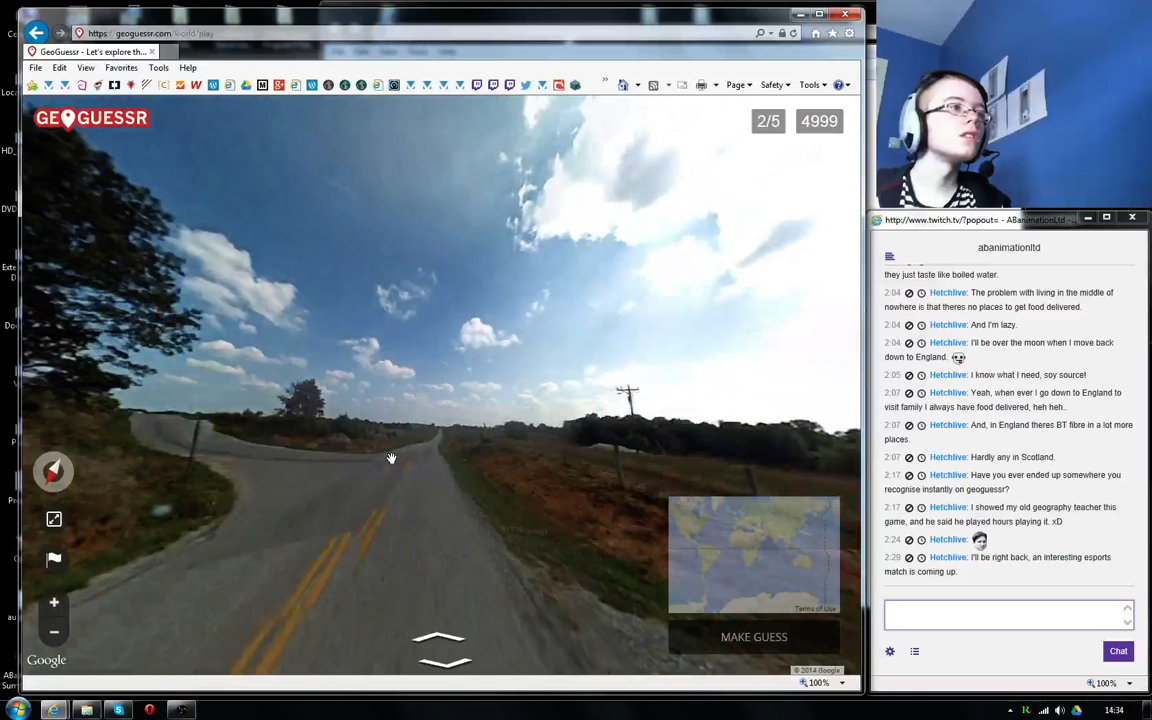 https://geoguessr.com/world/play
GeoGuessr - Let's explore th...
File Edit View Favorites Tools Help
Page Safety Tools
GEOGUESSR
2/5 4999
Terms of Use
MAKE GUESS
Google
© 2014 Google
100%
http://www.twitch.tv/?popout= - ABanimationLtd -...
abanimationltd
they just taste like boiled water.
2:04 Hetchlive: The problem with living in the middle of
nowhere is that theres no places to get food delivered.
2:04 Hetchlive: And I'm lazy.
2:04 Hetchlive: I'll be over the moon when I move back
down to England.
2:05 Hetchlive: I know what I need, soy source!
2:07 Hetchlive: Yeah, when ever I go down to England to
visit family I always have food delivered, heh heh..
2:07 Hetchlive: And, in England theres BT fibre in a lot more
places.
2:07 Hetchlive: Hardly any in Scotland.
2:17 Hetchlive: Have you ever ended up somewhere you
recognise instantly on geoguessr?
2:17 Hetchlive: I showed my old geography teacher this
game, and he said he played hours playing it. xD
2:24 Hetchlive:
2:29 Hetchlive: I'll be right back, an interesting esports
match is coming up.
Chat
100%
14:34